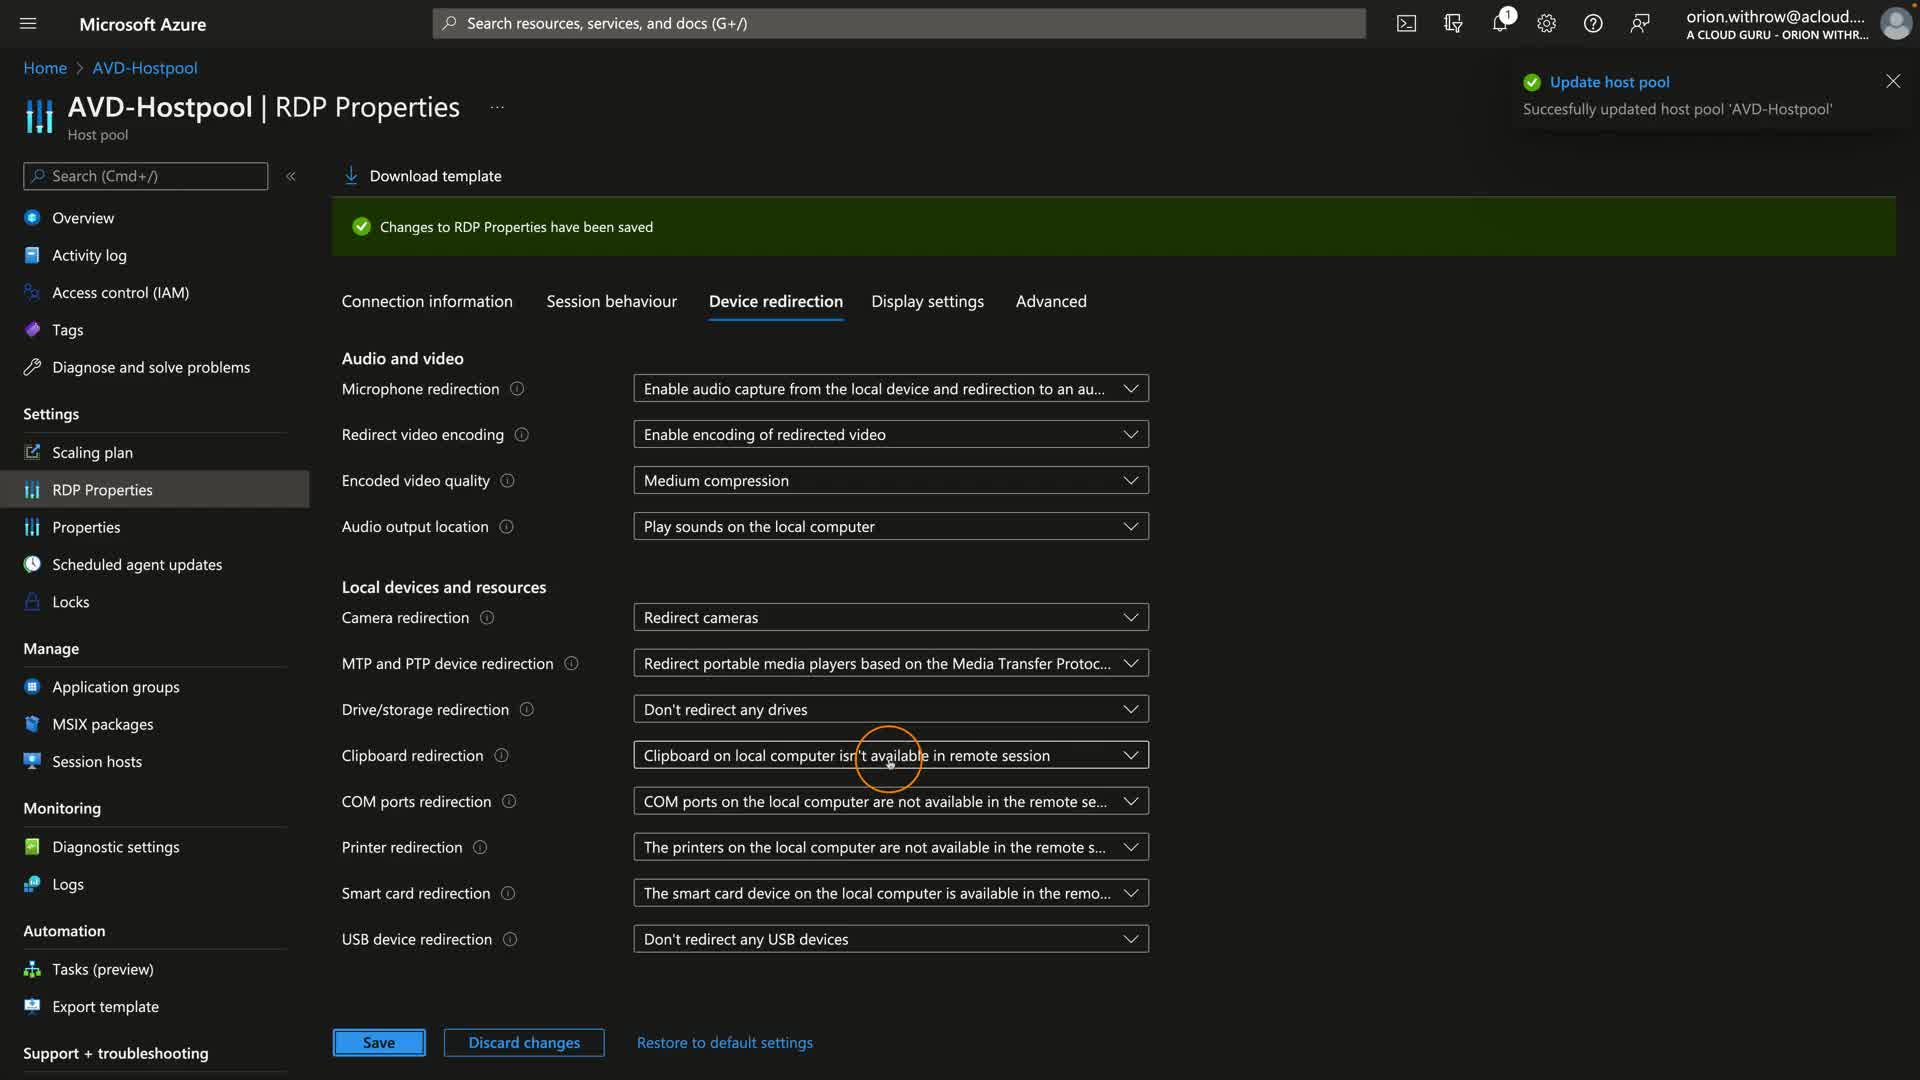 Microsoft Azure
Search resources, services, and docs (G+/)
1
orion.withrow@acloud....
A CLOUD GURU - ORION WITHR...
Home > AVD-Hostpool
AVD-Hostpool | RDP Properties ...
Host pool
Update host pool
Succesfully updated host pool 'AVD-Hostpool'
Search (Cmd+/)
Download template
Changes to RDP Properties have been saved
Overview
Activity log
Access control (IAM)
Tags
Diagnose and solve problems
Settings
Scaling plan
RDP Properties
Properties
Scheduled agent updates
Locks
Manage
Application groups
MSIX packages
Session hosts
Monitoring
Diagnostic settings
Logs
Automation
Tasks (preview)
Export template
Support + troubleshooting
Connection information Session behaviour Device redirection Display settings Advanced
Audio and video
Microphone redirection Enable audio capture from the local device and redirection to an au...
Redirect video encoding Enable encoding of redirected video
Encoded video quality Medium compression
Audio output location Play sounds on the local computer
Local devices and resources
Camera redirection Redirect cameras
MTP and PTP device redirection Redirect portable media players based on the Media Transfer Protoc...
Drive/storage redirection Don't redirect any drives
Clipboard redirection Clipboard on local computer isn't available in remote session
COM ports redirection COM ports on the local computer are not available in the remote se...
Printer redirection The printers on the local computer are not available in the remote s...
Smart card redirection The smart card device on the local computer is available in the remo...
USB device redirection Don't redirect any USB devices
Save Discard changes Restore to default settings